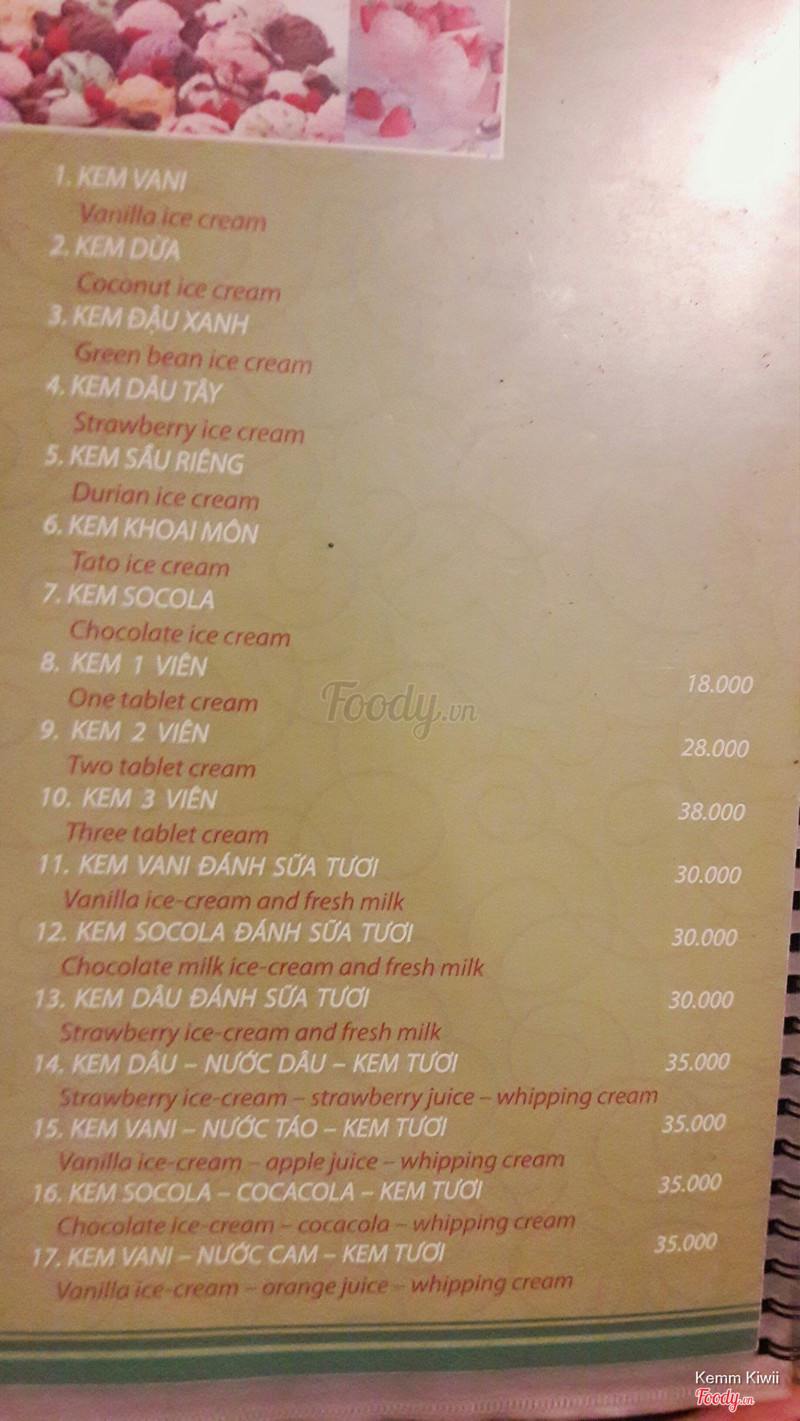 1. KEM VANI
Vanilla ice cream
2. KEM DỪA
Coconut ice cream
3. KEM ĐẬU XANH
Green bean ice cream
4. KEM DÂU TÂY
Strawberry ice cream
5. KEM SẦU RIÊNG
Durian ice cream
6. KEM KHOAI MÔN
Tato ice cream
7. KEM SOCOLA
Chocolate ice cream
8. KEM 1 VIÊN 18.000
One tablet cream
9. KEM 2 VIÊN 28.000
Two tablet cream
10. KEM 3 VIÊN 38.000
Three tablet cream
11. KEM VANI ĐÁNH SỮA TƯƠI 30.000
Vanilla ice-cream and fresh milk
12. KEM SOCOLA ĐÁNH SỮA TƯƠI 30.000
Chocolate milk ice-cream and fresh milk
13. KEM DÂU ĐÁNH SỮA TƯƠI 30.000
Strawberry ice-cream and fresh milk
14. KEM DÂU – NƯỚC DÂU – KEM TƯƠI 35.000
Strawberry ice-cream – strawberry juice – whipping cream
15. KEM VANI – NƯỚC TÁO – KEM TƯƠI 35.000
Vanilla ice-cream – apple juice – whipping cream
16. KEM SOCOLA – COCACOLA – KEM TƯƠI 35.000
Chocolate ice-cream – cocacola – whipping cream
17. KEM VANI – NƯỚC CAM – KEM TƯƠI 35.000
Vanilla ice-cream – orange juice – whipping cream
Foody.vn
Kemm Kiwii
Foody.vn